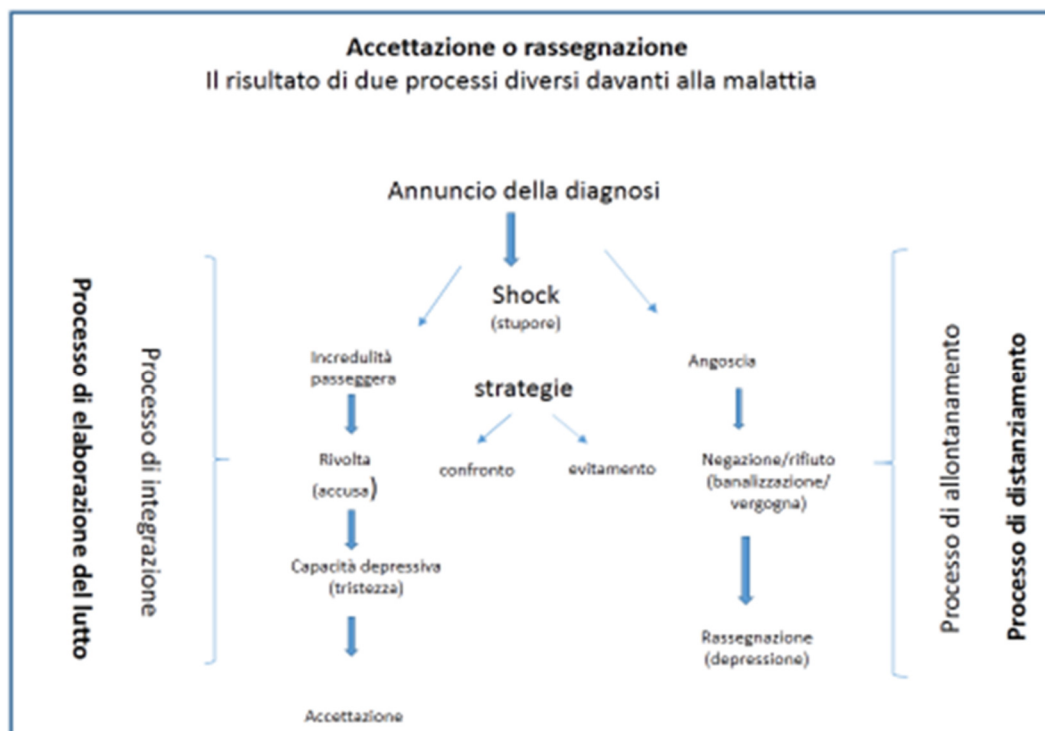 Accettazione o rassegnazione
Il risultato di due processi diversi davanti alla malattia
Annuncio della diagnosi
Shock
(stupore)
strategie
confronto
evitamento
Processo di elaborazione del lutto
Processo di integrazione
Incredulità
passeggera
Rivolta
(accusa)
Capacità depressiva
(tristezza)
Accettazione
Angoscia
Negazione/rifiuto
(banalizzazione/
vergogna)
Rassegnazione
(depressione)
Processo di allontanamento
Processo di distanziamento